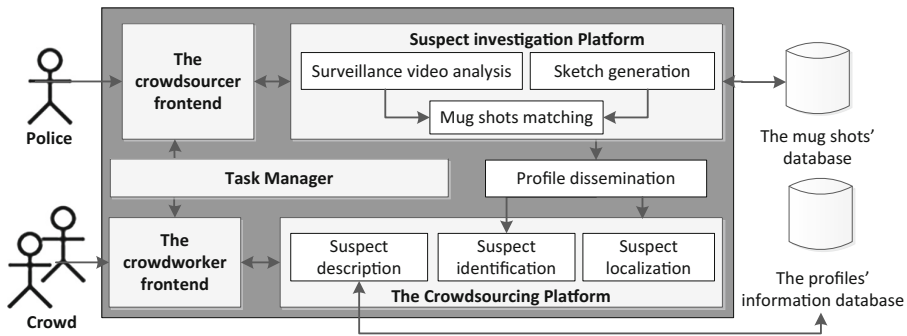 Suspect investigation Platform
The
crowdsourcer
frontend
Surveillance video analysis
Sketch generation
Mug shots matching
Police
The mug shots'
database
Task Manager
Profile dissemination
The
crowdworker
frontend
Suspect
description
Suspect
identification
Suspect
localization
The Crowdsourcing Platform
Crowd
The profiles'
information database